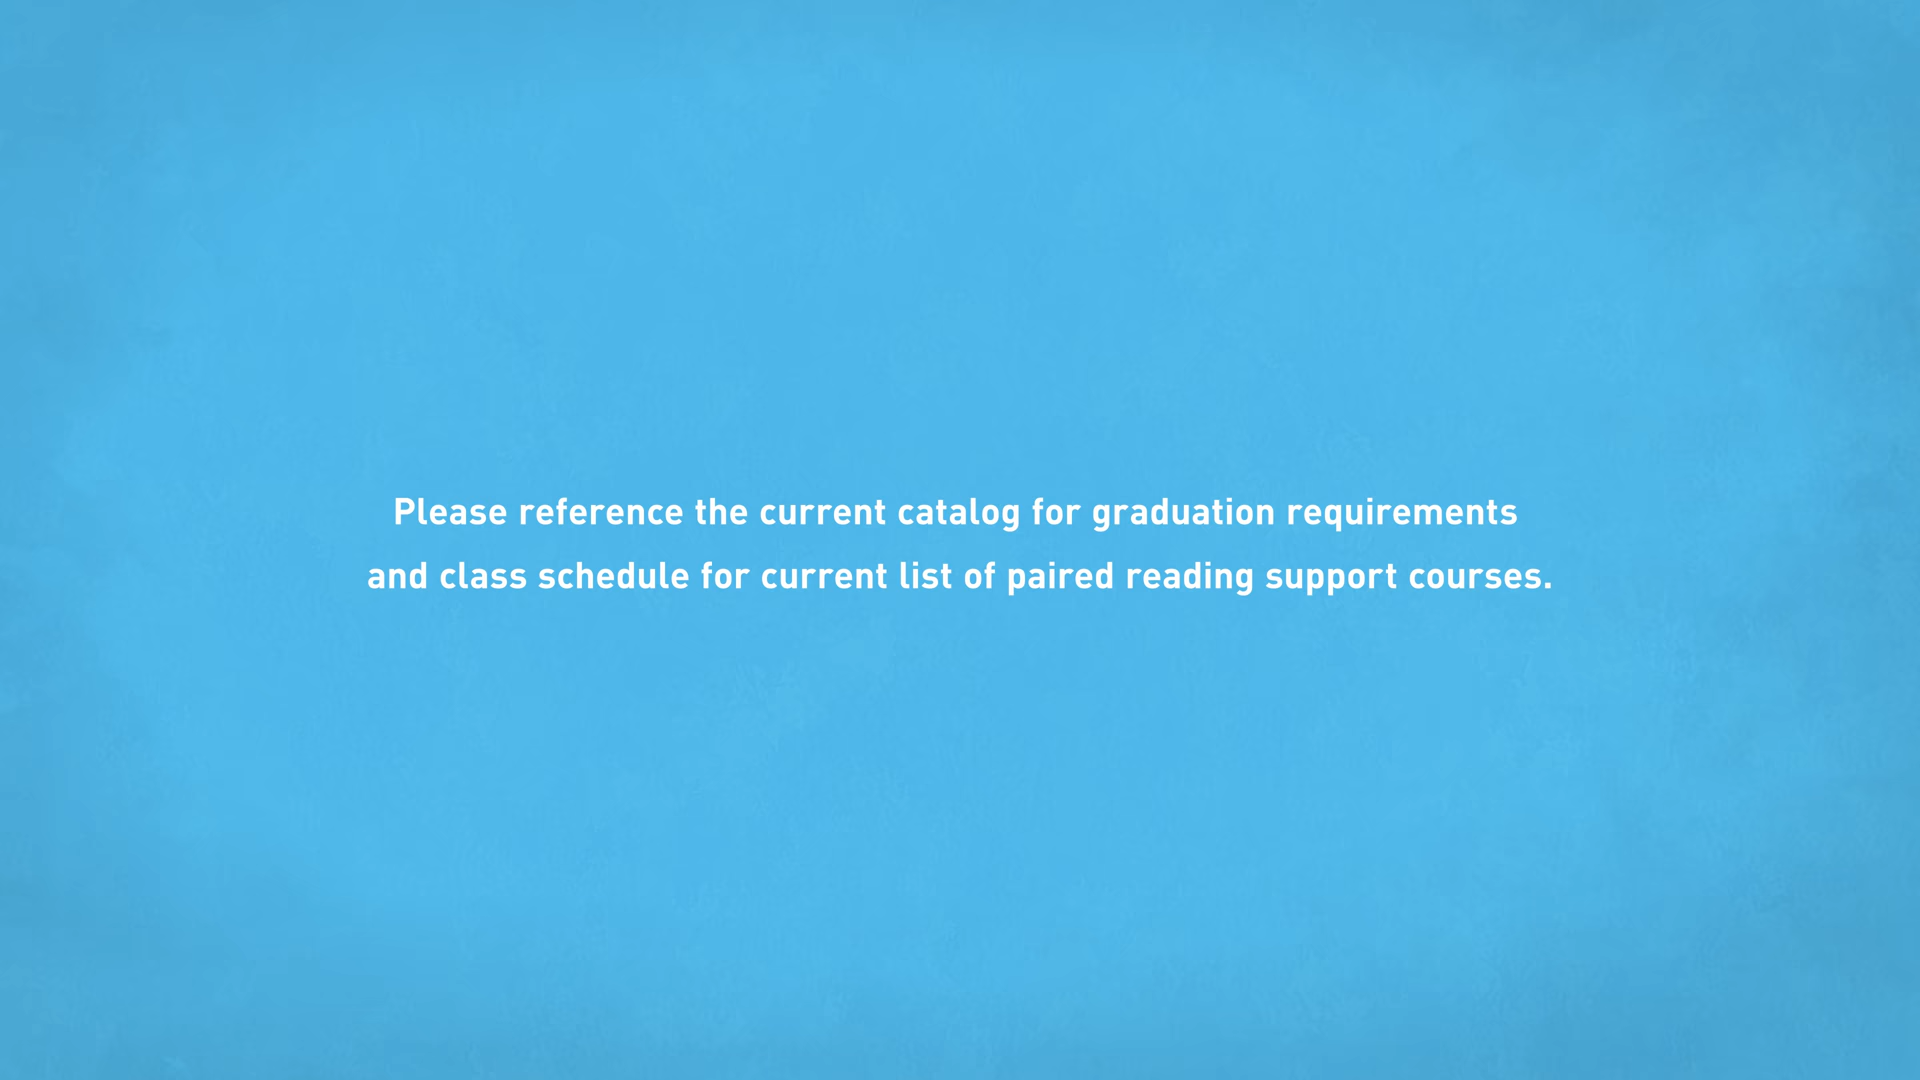 Please reference the current catalog for graduation requirements
and class schedule for current list of paired reading support courses.